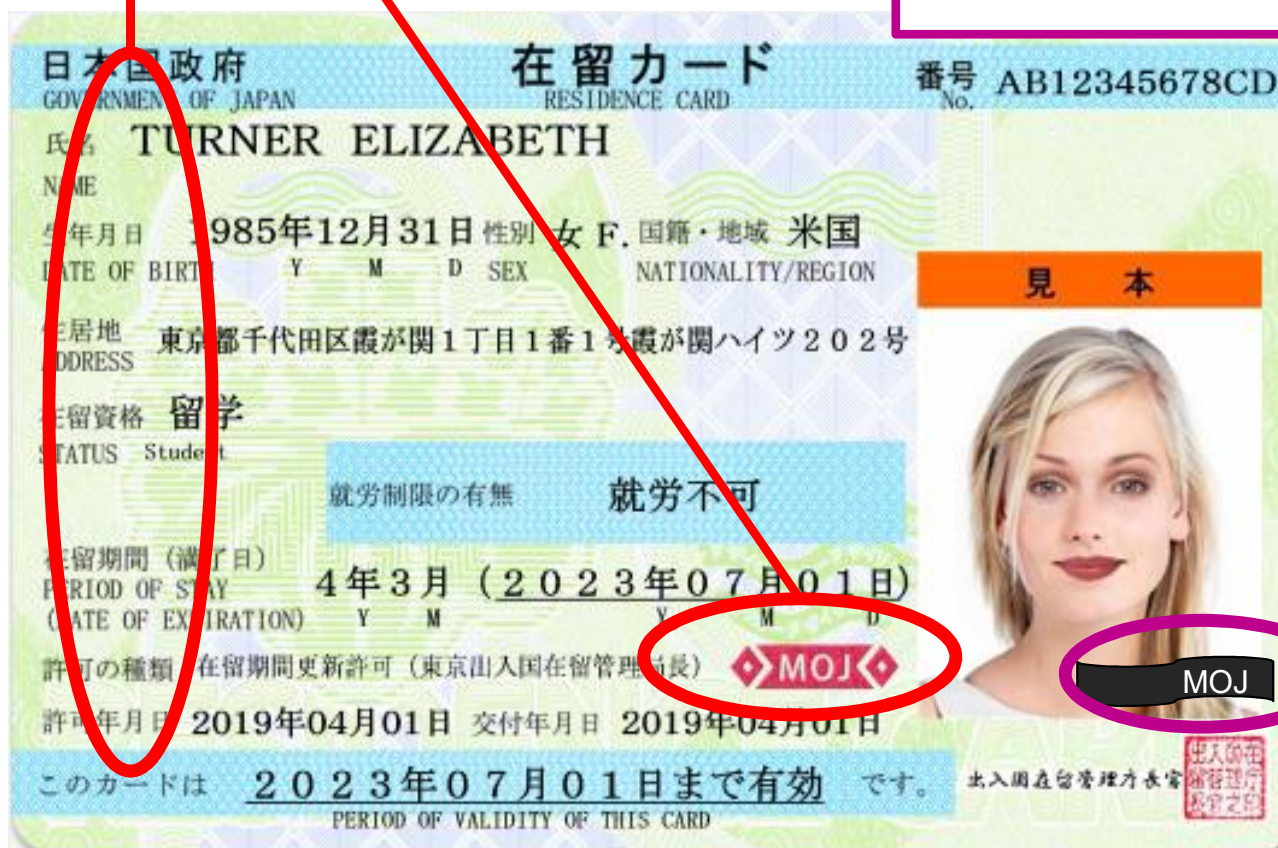 日本国政府 在留カード 番号 AB12345678CD
GOVERNMENT OF JAPAN RESIDENCE CARD No.
氏名 TURNER ELIZABETH
NAME
生年月日 1985年12月31日 性別 女 F. 国籍・地域 米国
DATE OF BIRTH Y M D SEX NATIONALITY/REGION
見本
住居地 東京都千代田区霞が関1丁目1番1号霞が関ハイツ202号
ADDRESS
在留資格 留学
STATUS Student
就労制限の有無 就労不可
在留期間(満了日)
PERIOD OF STAY 4年3月(2023年07月01日)
(DATE OF EXPIRATION) Y M Y M D
許可の種類 在留期間更新許可(東京出入国在留管理局長) MOJ
MOJ
許可年月日 2019年04月01日 交付年月日 2019年04月01日
このカードは 2023年07月01日まで有効 です。
PERIOD OF VALIDITY OF THIS CARD
出入国在留管理庁長官